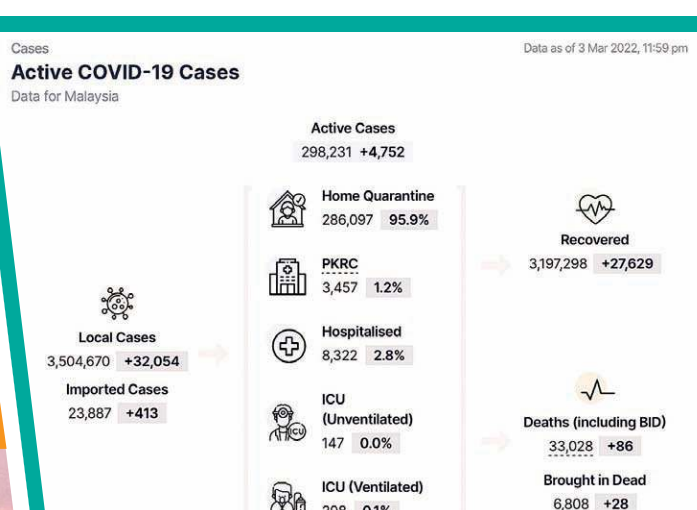 Cases
Data as of 3 Mar 2022, 11:59 pm
Active COVID-19 Cases
Data for Malaysia
Active Cases
298,231 +4,752
Home Quarantine
286,097 95.9%
PKRC
3,457 1.2%
Hospitalised
8,322 2.8%
ICU
(Unventilated)
147 0.0%
ICU (Ventilated)
208 0.1%
Local Cases
3,504,670 +32,054
Imported Cases
23,887 +413
Recovered
3,197,298 +27,629
Deaths (including BID)
33,028 +86
Brought in Dead
6,808 +28
ICU